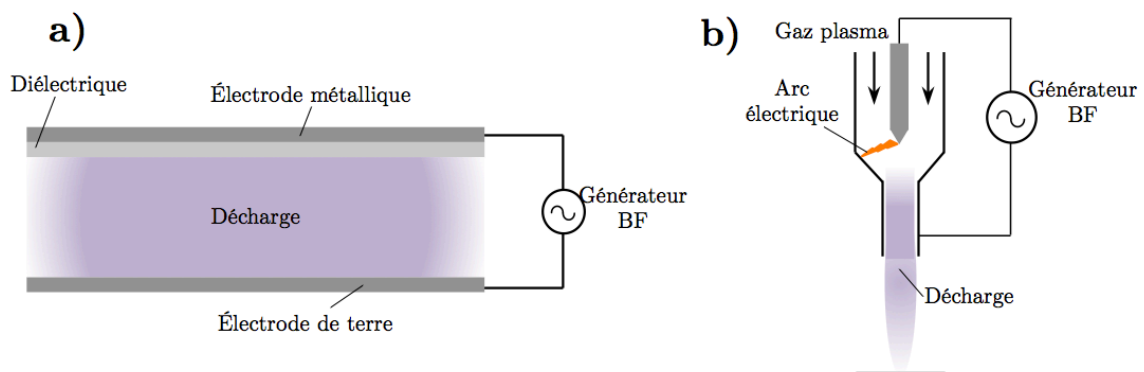 a)
Diélectrique
Électrode métallique
Décharge
Générateur
BF
Électrode de terre
b)
Gaz plasma
Arc
électrique
Générateur
BF
Décharge